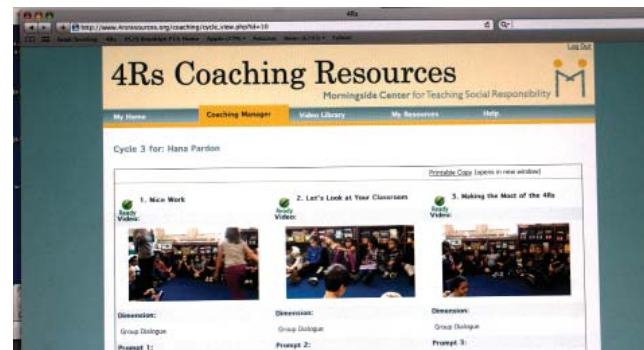 4Rs
http://www.4rsresources.org/coaching/cycle_view.php?id=10
Log Out
4Rs Coaching Resources
Morningside Center for Teaching Social Responsibility
My Home
Coaching Manager
Video Library
My Resources
Help
Cycle 3 for: Hana Pardon
Printable Copy (opens in new window)
Ready
1. Nice Work
Video:
Ready
2. Let's Look at Your Classroom
Video:
Ready
3. Making the Most of the 4Rs
Video:
Dimension:
Dimension:
Dimension:
Group Dialogue
Group Dialogue
Group Dialogue
Prompt 1:
Prompt 2:
Prompt 3: